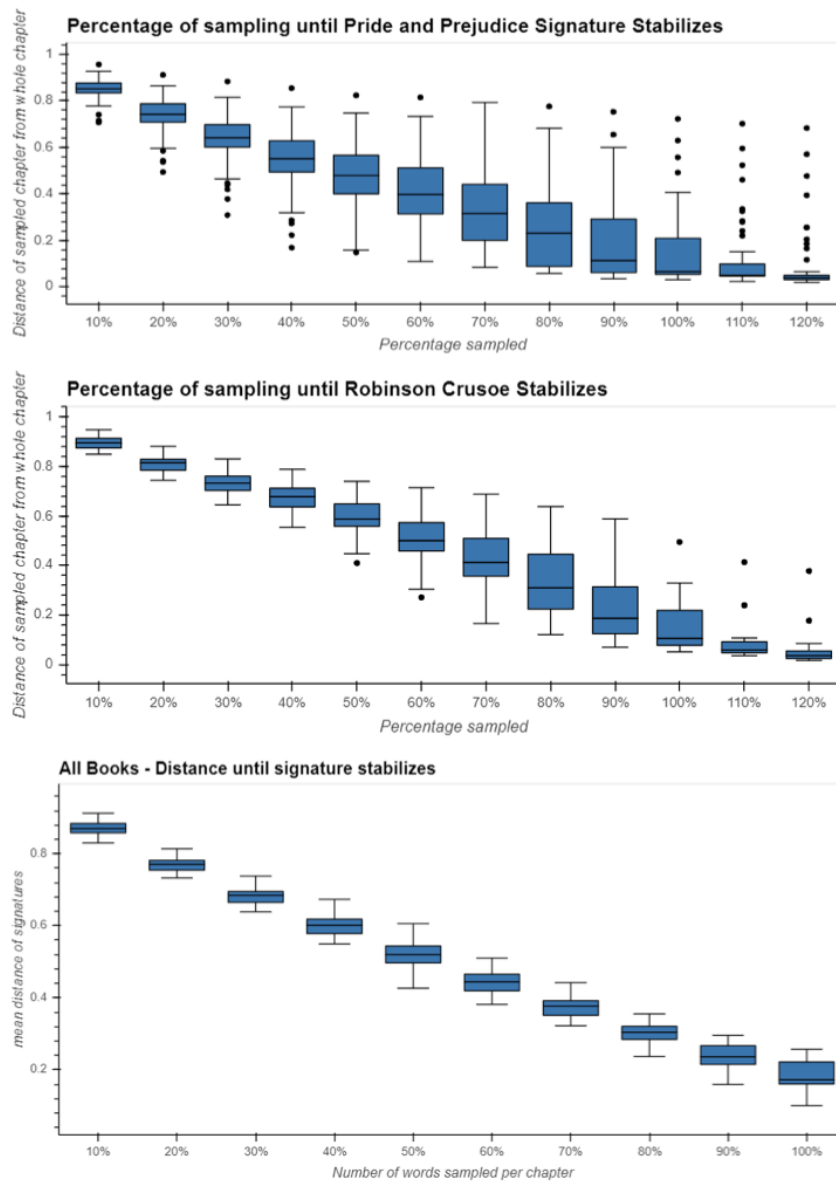 Percentage of sampling until Pride and Prejudice Signature Stabilizes
Distance of sampled chapter from whole chapter
1
0.8
0.6
0.4
0.2
0
10% 20% 30% 40% 50% 60% 70% 80% 90% 100% 110% 120%
Percentage sampled
Percentage of sampling until Robinson Crusoe Stabilizes
Distance of sampled chapter from whole chapter
1
0.8
0.6
0.4
0.2
0
10% 20% 30% 40% 50% 60% 70% 80% 90% 100% 110% 120%
Percentage sampled
All Books - Distance until signature stabilizes
mean distance of signatures
0.8
0.6
0.4
0.2
10% 20% 30% 40% 50% 60% 70% 80% 90% 100%
Number of words sampled per chapter